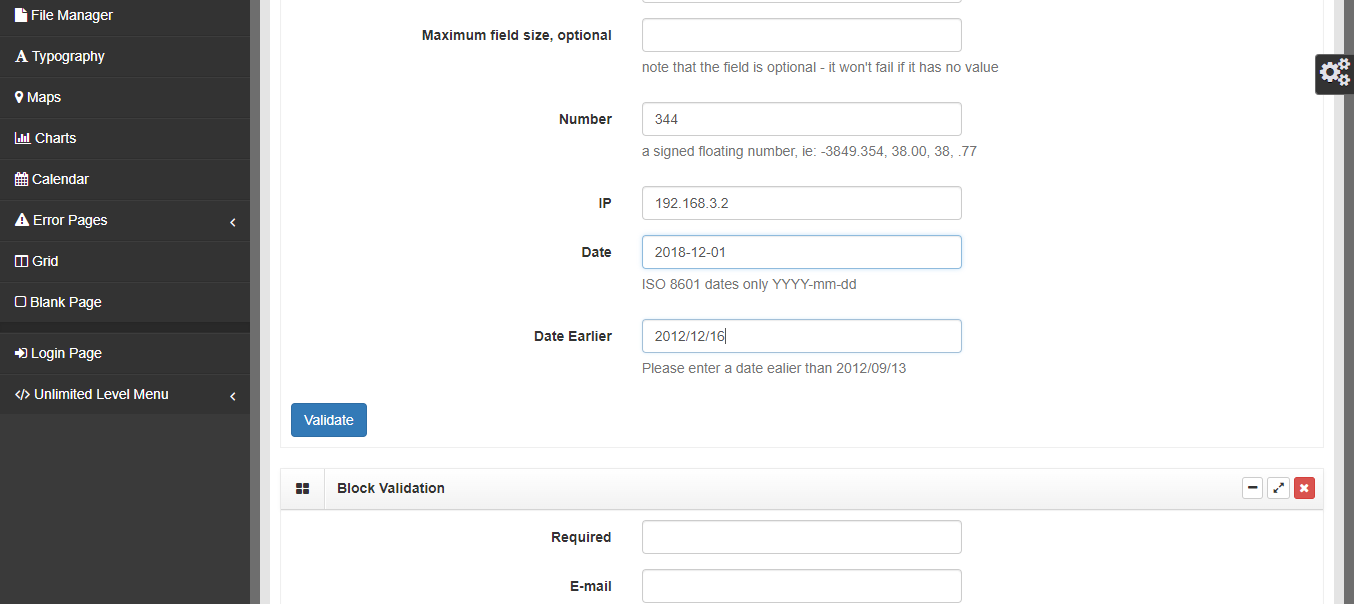 File Manager
Typography
Maps
Charts
Calendar
Error Pages
Grid
Blank Page
Login Page
Unlimited Level Menu
Maximum field size, optional
note that the field is optional - it won't fail if it has no value
Number 344
a signed floating number, ie: -3849.354, 38.00, 38, .77
IP 192.168.3.2
Date 2018-12-01
ISO 8601 dates only YYYY-mm-dd
Date Earlier 2012/12/16
Please enter a date ealier than 2012/09/13
Validate
Block Validation
Required
E-mail